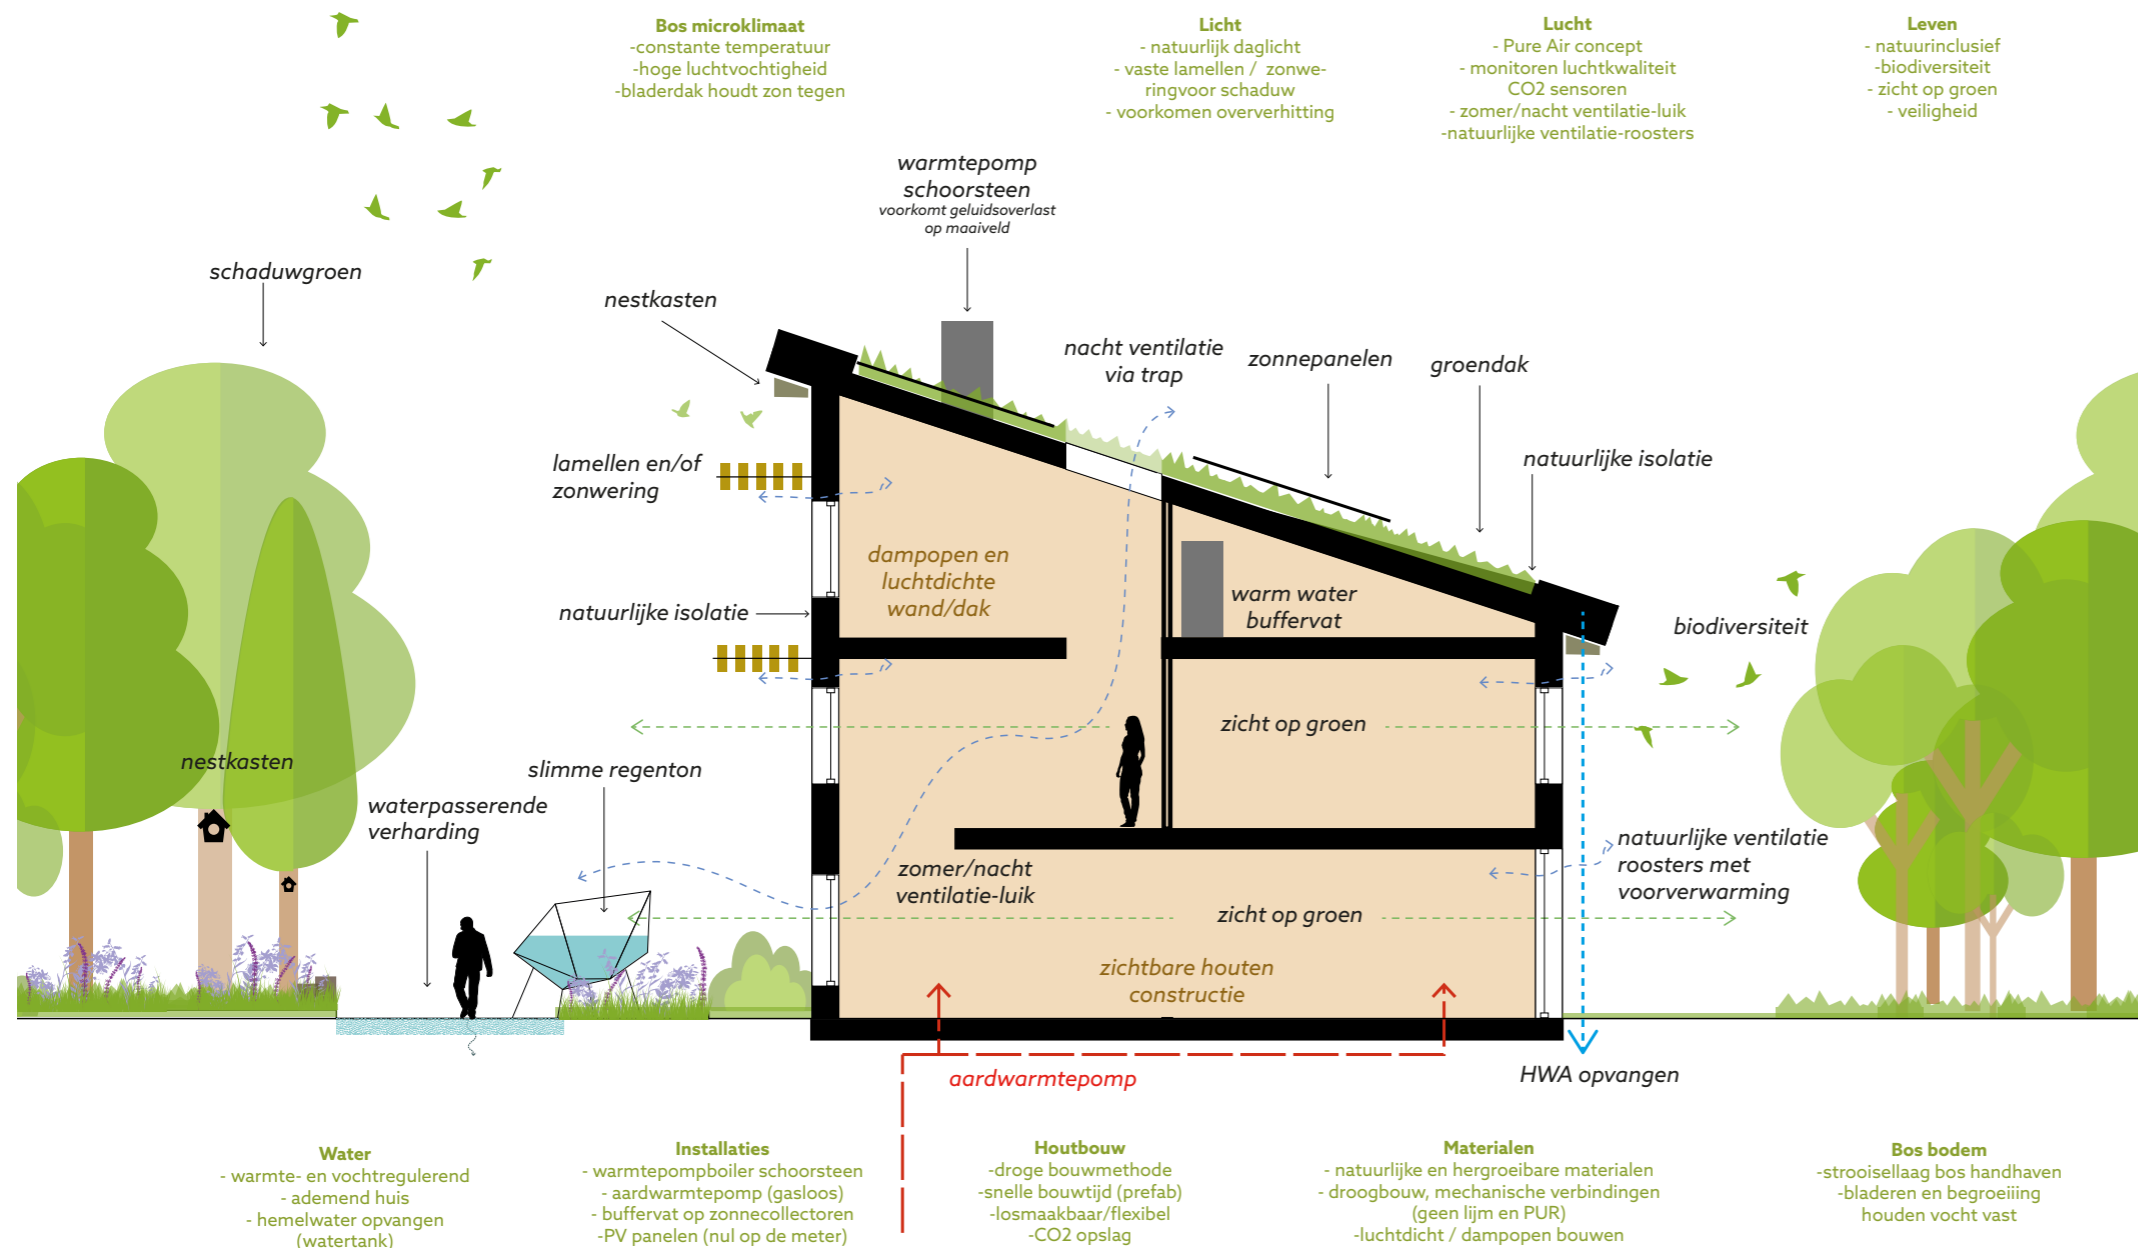 Bos microklimaat
-constante temperatuur
-hoge luchtvochtigheid
-bladerdak houdt zon tegen
Licht
- natuurlijk daglicht
- vaste lamellen / zonwe-
ringvoor schaduw
- voorkomen oververhitting
Lucht
- Pure Air concept
- monitoren luchtkwaliteit
CO2 sensoren
- zomer/nacht ventilatie-luik
-natuurlijke ventilatie-roosters
Leven
- natuurinclusief
-biodiversiteit
- zicht op groen
- veiligheid
warmtepomp
schoorsteen
voorkomt geluidsoverlast
op maaiveld
schaduwgroen
nestkasten
nacht ventilatie
via trap
zonnepanelen
groendak
lamellen en/of
zonwering
natuurlijke isolatie
dampopen en
luchtdichte
wand/dak
natuurlijke isolatie
warm water
buffervat
biodiversiteit
zicht op groen
nestkasten
slimme regenton
waterpasserende
verharding
zomer/nacht
ventilatie-luik
natuurlijke ventilatie
roosters met
voorverwarming
zicht op groen
zichtbare houten
constructie
aardwarmtepomp
HWA opvangen
Water
- warmte- en vochtregulerend
- ademend huis
- hemelwater opvangen
(watertank)
Installaties
- warmtepompboiler schoorsteen
- aardwarmtepomp (gasloos)
- buffervat op zonnecollectoren
-PV panelen (nul op de meter)
Houtbouw
-droge bouwmethode
-snelle bouwtijd (prefab)
-losmaakbaar/flexibel
-CO2 opslag
Materialen
- natuurlijke en hergroeibare materialen
- droogbouw, mechanische verbindingen
(geen lijm en PUR)
-luchtdicht / dampopen bouwen
Bos bodem
-strooisellaag bos handhaven
-bladeren en begroeiing
houden vocht vast